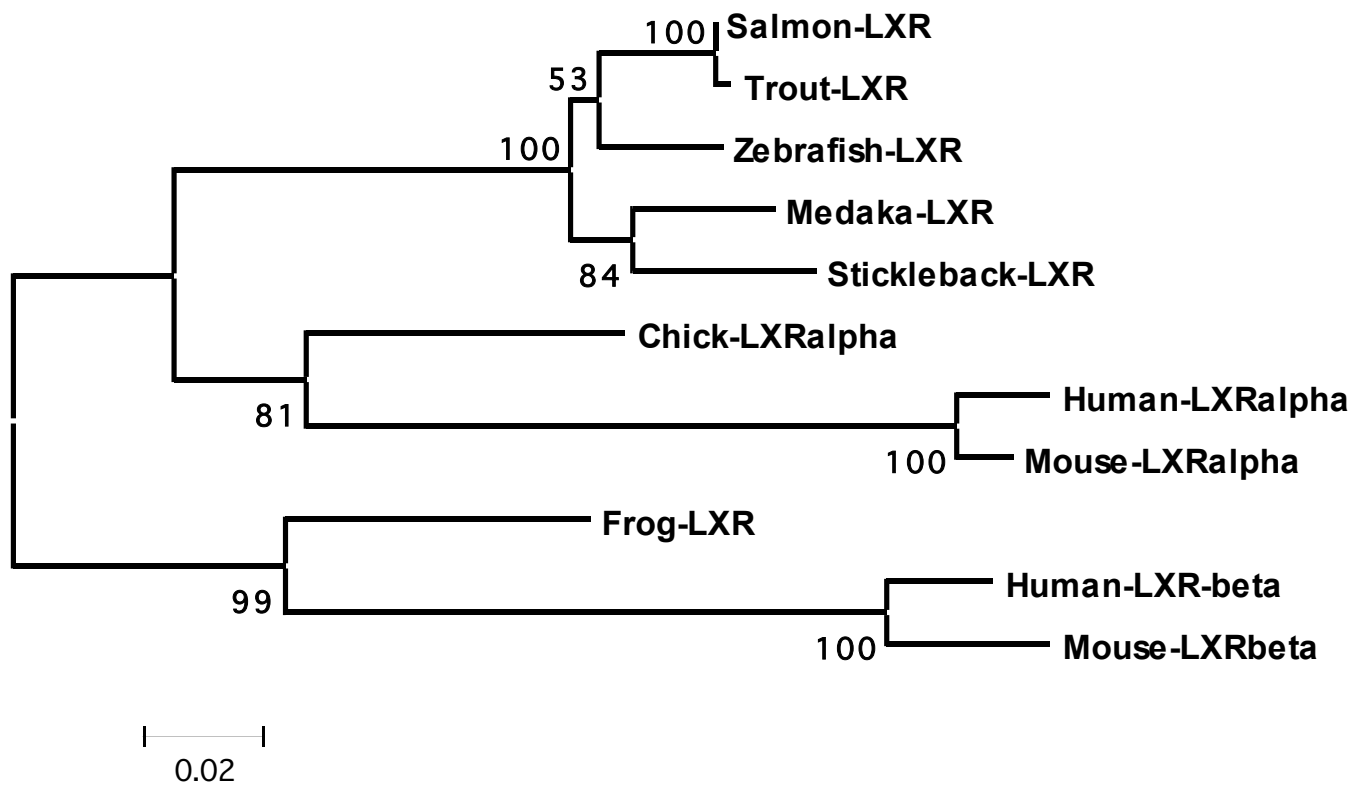 100 Salmon-LXR
53
Trout-LXR
100
Zebrafish-LXR
Medaka-LXR
84 Stickleback-LXR
Chick-LXRalpha
81
Human-LXRalpha
100 Mouse-LXRalpha
Frog-LXR
99
Human-LXR-beta
100 Mouse-LXRbeta
0.02